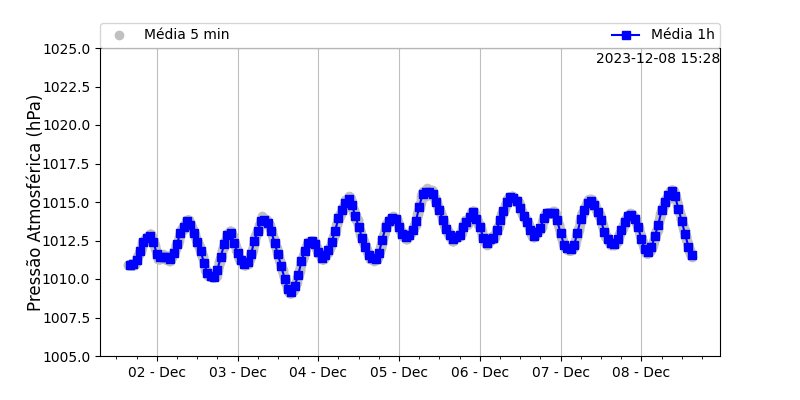 Média 5 min
Média 1h
2023-12-08 15:28
Pressão Atmosférica (hPa)
1025.0
1022.5
1020.0
1017.5
1015.0
1012.5
1010.0
1007.5
1005.0
02 - Dec
03 - Dec
04 - Dec
05 - Dec
06 - Dec
07 - Dec
08 - Dec